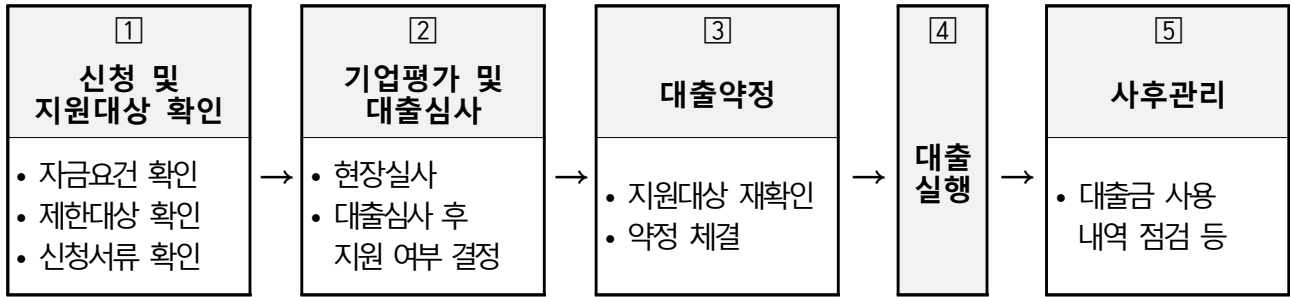 1
신청 및
지원대상 확인
• 자금요건 확인
• 제한대상 확인
• 신청서류 확인
→
2
기업평가 및
대출심사
• 현장실사
• 대출심사 후
지원 여부 결정
→
3
대출약정
• 지원대상 재확인
• 약정 체결
→
4
대출
실행
→
5
사후관리
• 대출금 사용
내역 점검 등